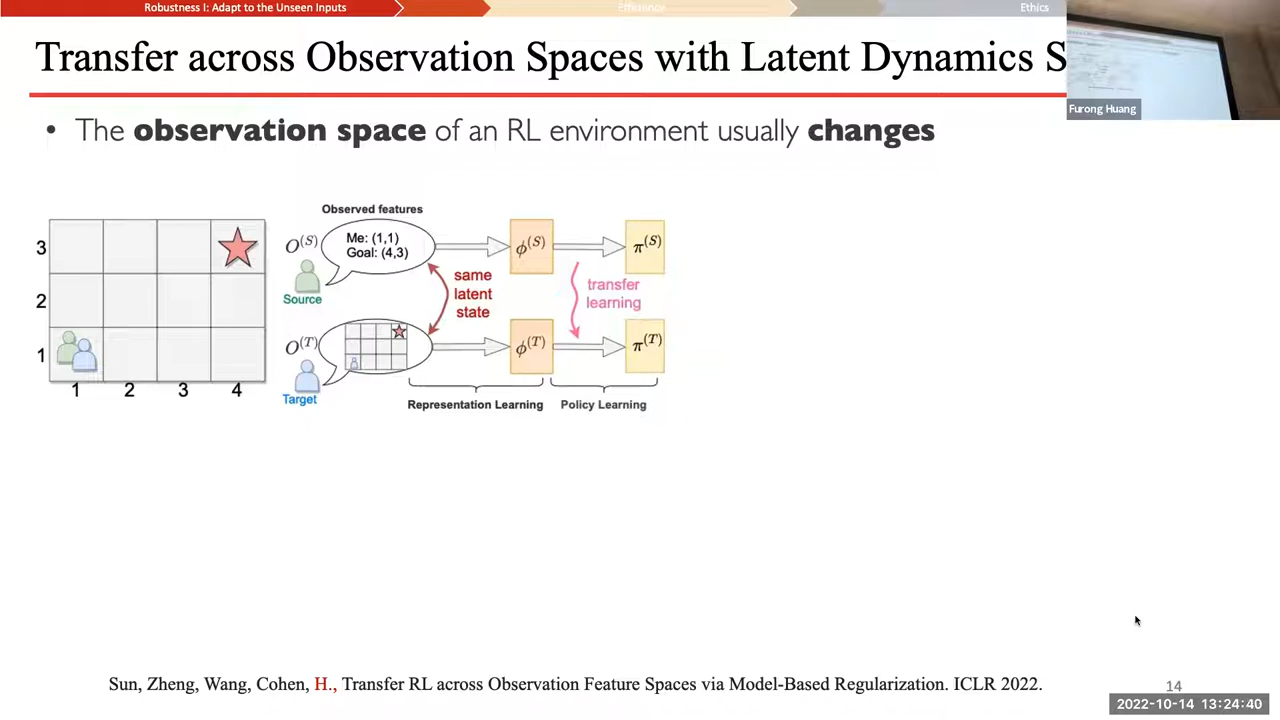 Robustness I: Adapt to the Unseen Inputs
Efficiency
Ethics
Transfer across Observation Spaces with Latent Dynamics S
Furong Huang
• The observation space of an RL environment usually changes
3
2
1
1 2 3 4
Observed features
O(S)
Me: (1,1)
Goal: (4,3)
Source
ϕ(S)
π(S)
same
latent
state
transfer
learning
O(T)
Target
ϕ(T)
π(T)
Representation Learning
Policy Learning
Sun, Zheng, Wang, Cohen, H., Transfer RL across Observation Feature Spaces via Model-Based Regularization. ICLR 2022.
14
2022-10-14 13:24:40